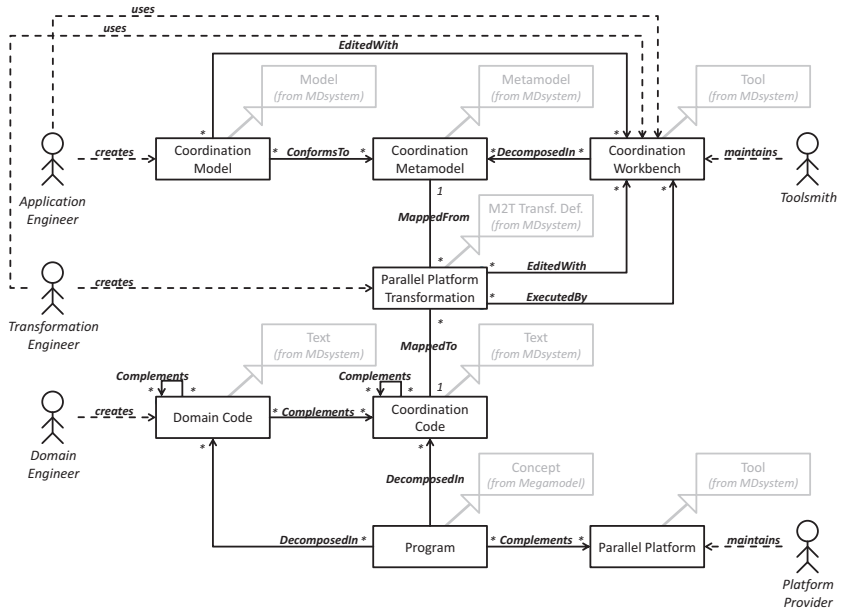 uses
uses
EditedWith
Model
(from MDsystem)
Metamodel
(from MDsystem)
Tool
(from MDsystem)
*
*
creates
Coordination
Model
* ConformsTo *
Coordination
Metamodel
*DecomposedIn
Coordination
Workbench
maintains
Application
Engineer
Toolsmith
1
*
*
MappedFrom
M2T Transf. Def.
(from MDsystem)
*
* EditedWith
creates
Parallel Platform
Transformation
* ExecutedBy
Transformation
Engineer
*
Text
(from MDsystem)
MappedTo
Text
(from MDsystem)
Complements
* *
Complements
* *
1
creates
Domain Code
* Complements *
Coordination
Code
Domain
Engineer
*
*
Concept
(from Megamodel)
Tool
(from MDsystem)
DecomposedIn
DecomposedIn *
Program
* Complements *
Parallel Platform
maintains
Platform
Provider